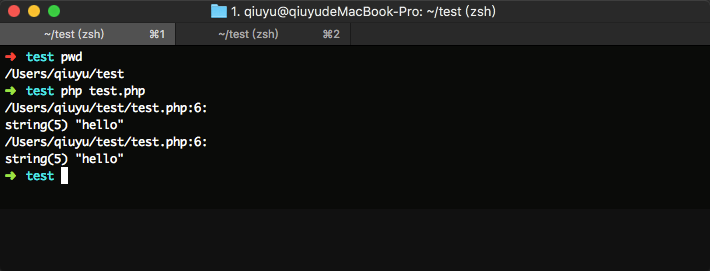 1. qiuyu@qiuyudeMacBook-Pro: ~/test (zsh)
~/test (zsh) ⌘1 ~/test (zsh) ⌘2
➜ test pwd
/Users/qiuyu/test
➜ test php test.php
/Users/qiuyu/test/test.php:6:
string(5) "hello"
/Users/qiuyu/test/test.php:6:
string(5) "hello"
➜ test